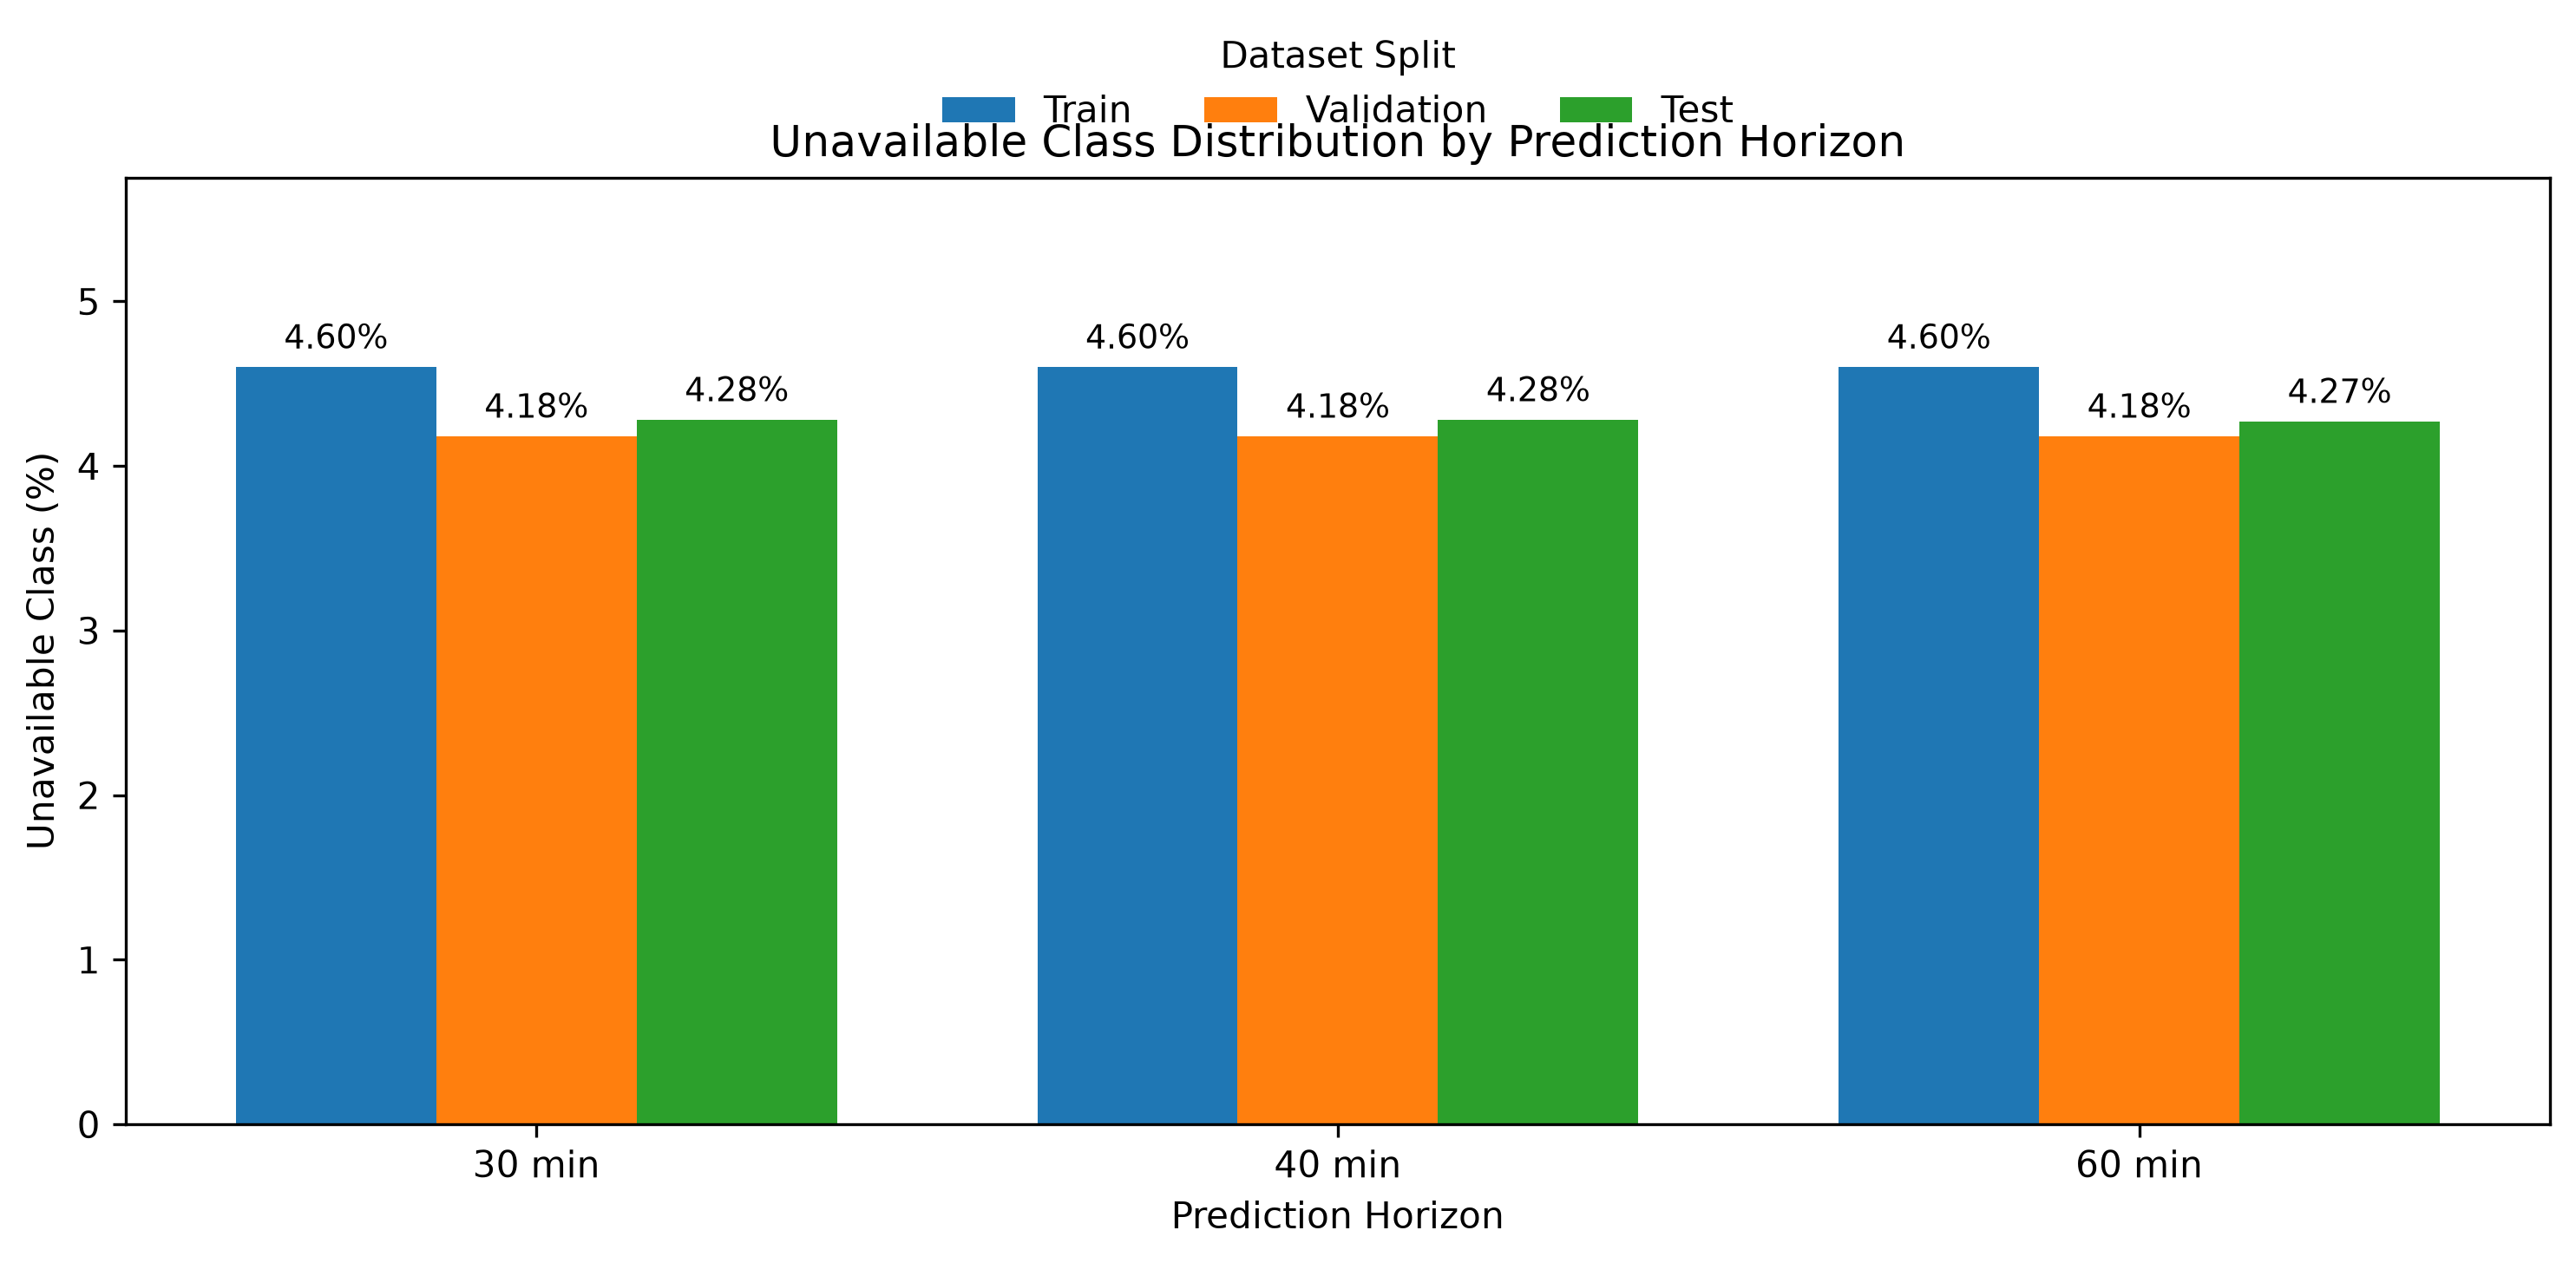 Dataset Split
Train Validation Test
Unavailable Class Distribution by Prediction Horizon
Unavailable Class (%)
5
4
3
2
1
0
4.60% 4.18% 4.28% 4.60% 4.18% 4.28% 4.60% 4.18% 4.27%
30 min 40 min 60 min
Prediction Horizon